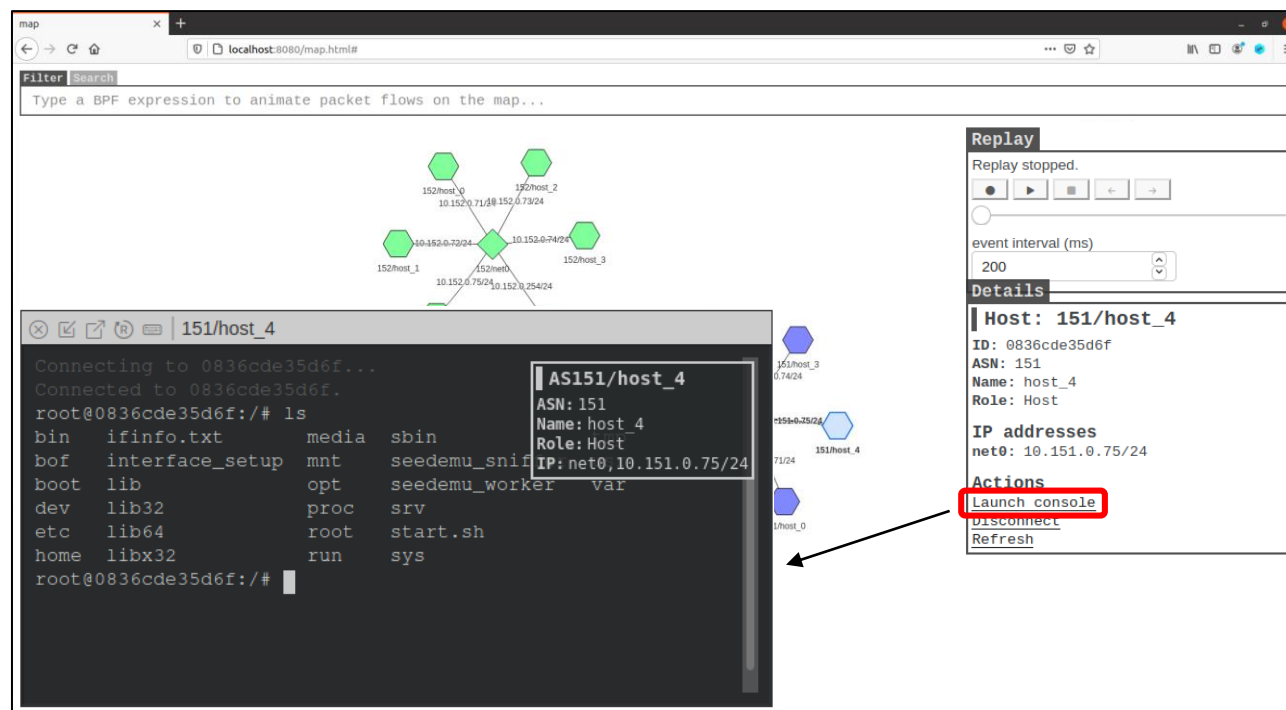 map
localhost:8080/map.html#
Filter Search
Type a BPF expression to animate packet flows on the map...
152/host_0
152/host_2
10.152.0.71/24
10.152.0.73/24
10.152.0.72/24
10.152.0.74/24
152/host_1
152/net0
152/host_3
10.152.0.75/24
10.152.0.254/24
151/host_4
Connecting to 0836cde35d6f...
Connected to 0836cde35d6f.
root@0836cde35d6f:/# ls
bin ifinfo.txt media sbin
bof interface_setup mnt seedemu_snif
boot lib opt seedemu_worker var
dev lib32 proc srv
etc lib64 root start.sh
home libx32 run sys
root@0836cde35d6f:/#
AS151/host_4
ASN: 151
Name: host_4
Role: Host
IP: net0,10.151.0.75/24
151/host_3
0.74/24
151/host_4
71/24
1/host_0
Replay
Replay stopped.
event interval (ms)
200
Details
Host: 151/host_4
ID: 0836cde35d6f
ASN: 151
Name: host_4
Role: Host
IP addresses
net0: 10.151.0.75/24
Actions
Launch console
Disconnect
Refresh